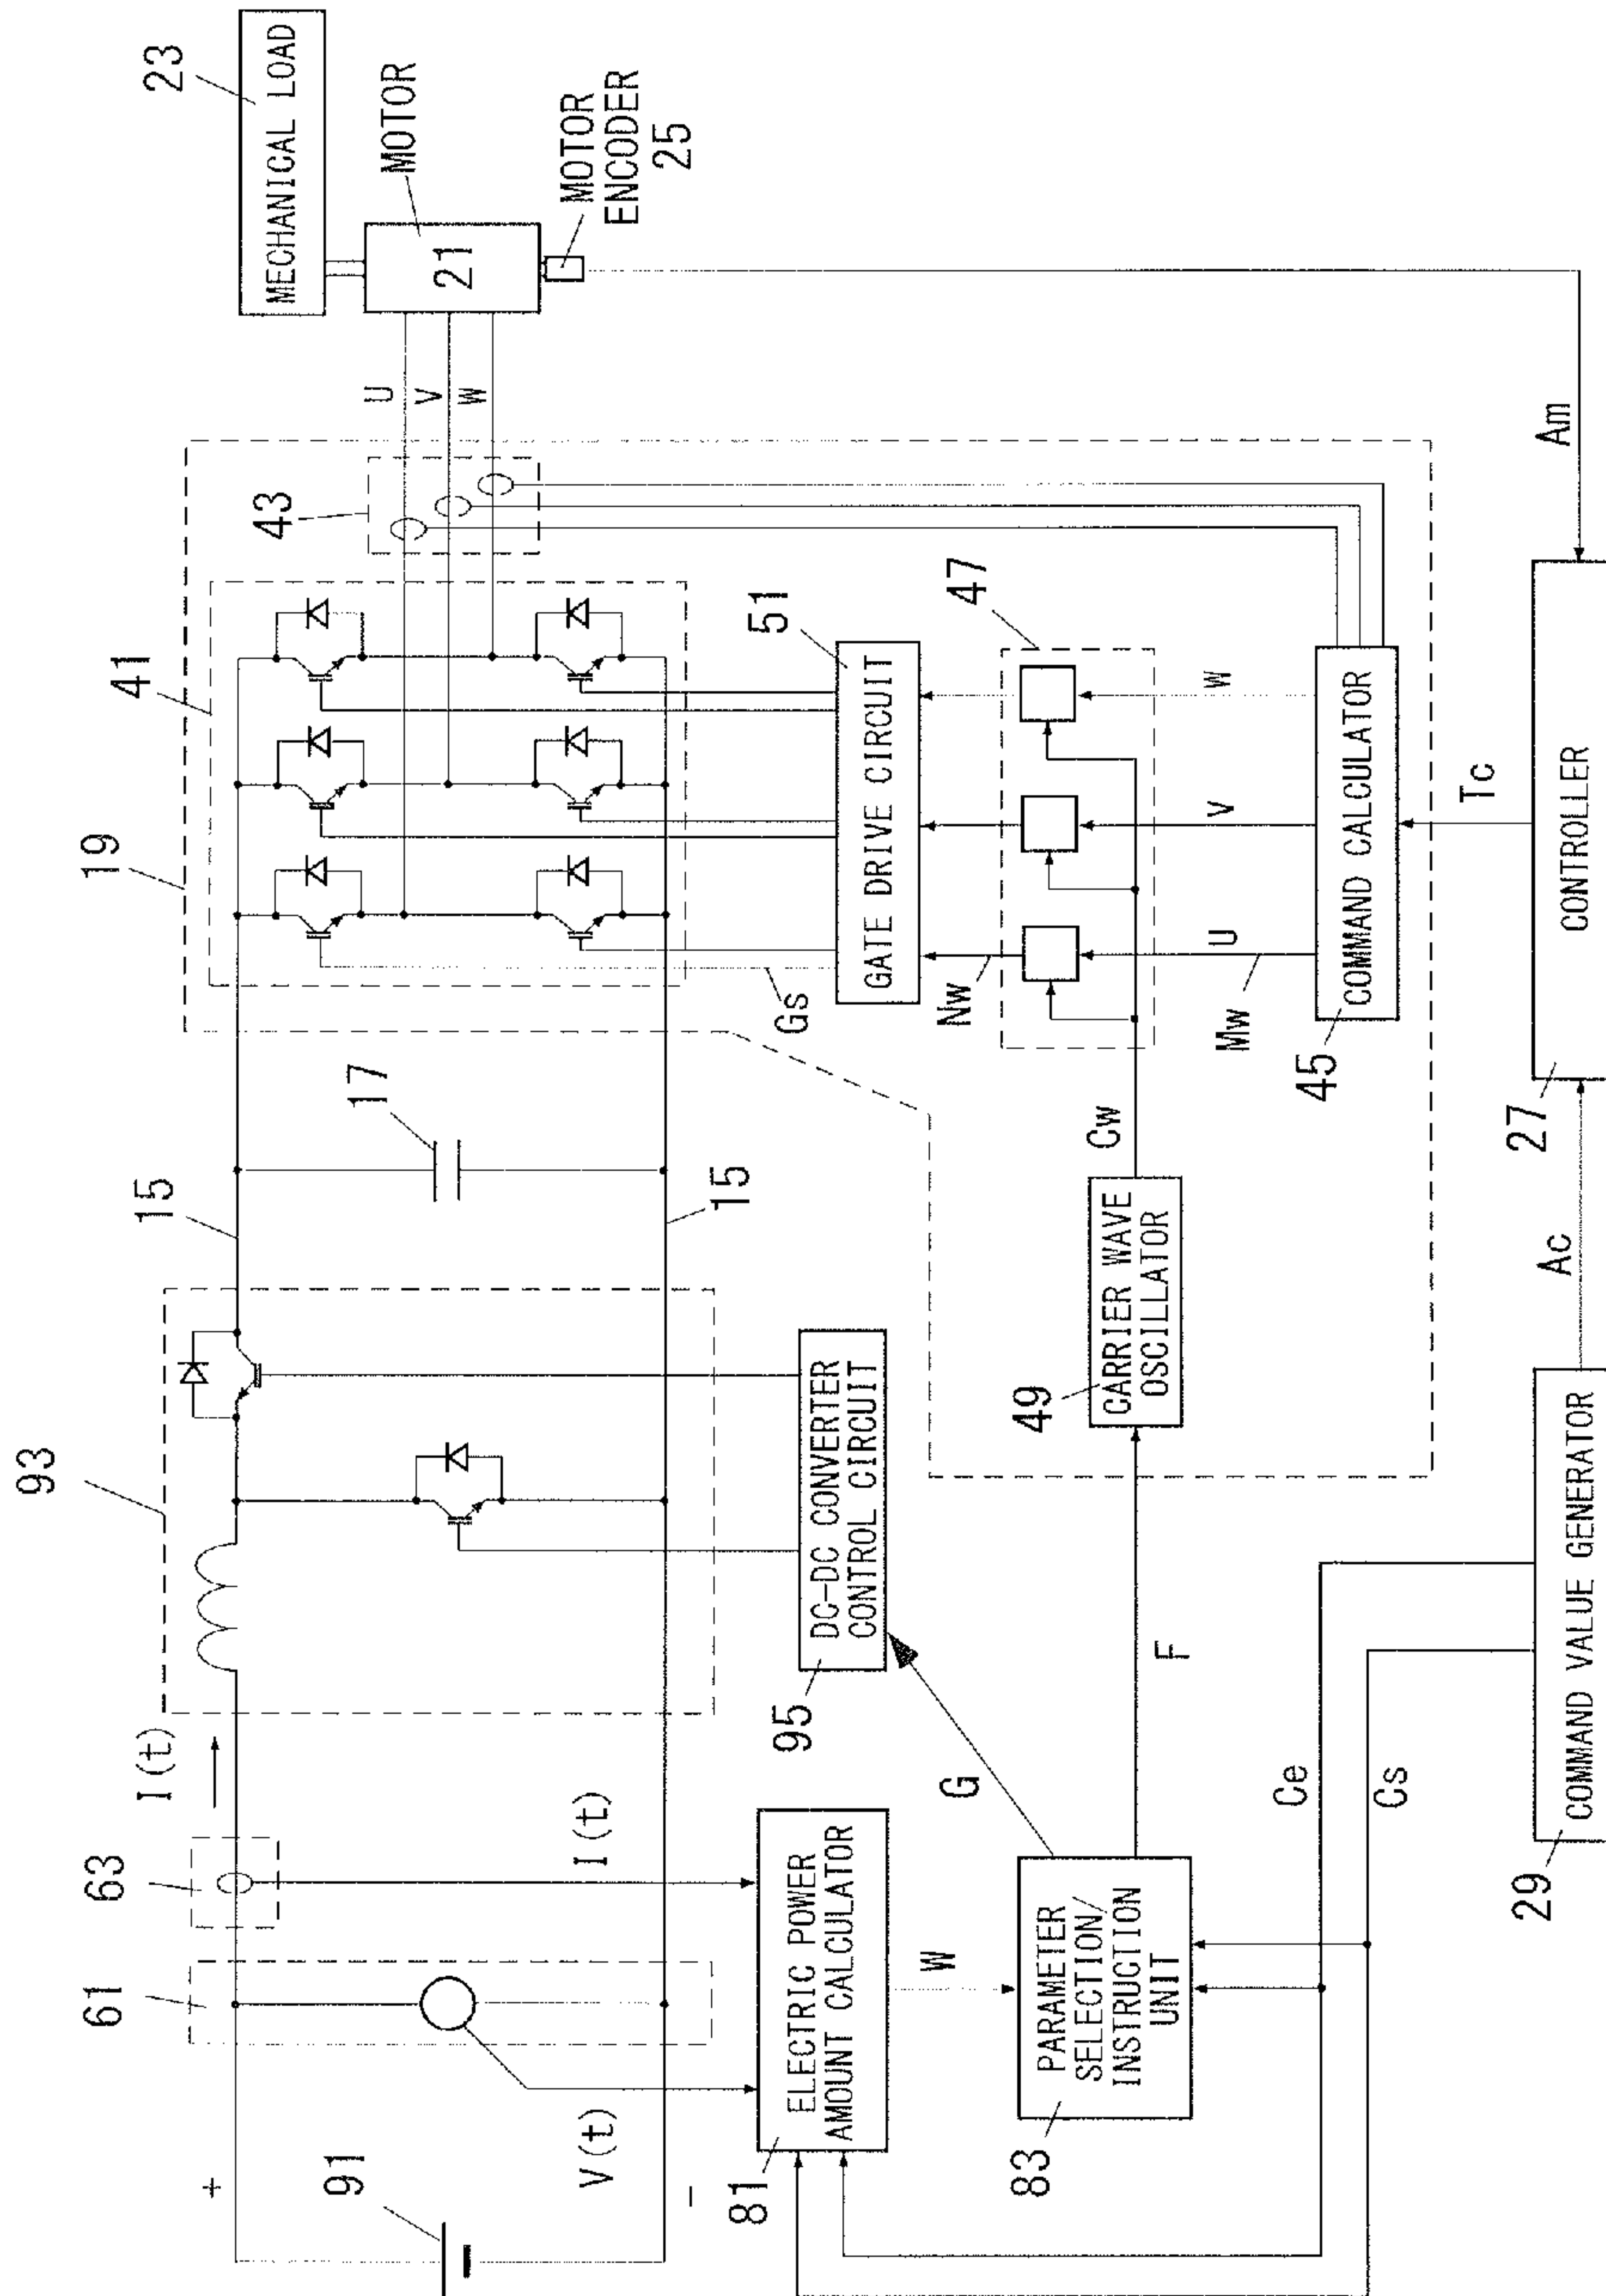 93
63
61
91
+
−
I(t)
15
17
15
19
41
43
23
MECHANICAL LOAD
MOTOR
21
MOTOR
ENCODER
25
U
V
W
V(t)
I(t)
81
ELECTRIC POWER
AMOUNT CALCULATOR
95
DC-DC CONVERTER
CONTROL CIRCUIT
Gs
51
GATE DRIVE CIRCUIT
W
G
83
PARAMETER
SELECTION/
INSTRUCTION
UNIT
F
49
CARRIER WAVE
OSCILLATOR
Cw
Nw
47
Mw
U
V
W
45
COMMAND CALCULATOR
Ce
Cs
Tc
Am
29
COMMAND VALUE GENERATOR
Ac
27
CONTROLLER